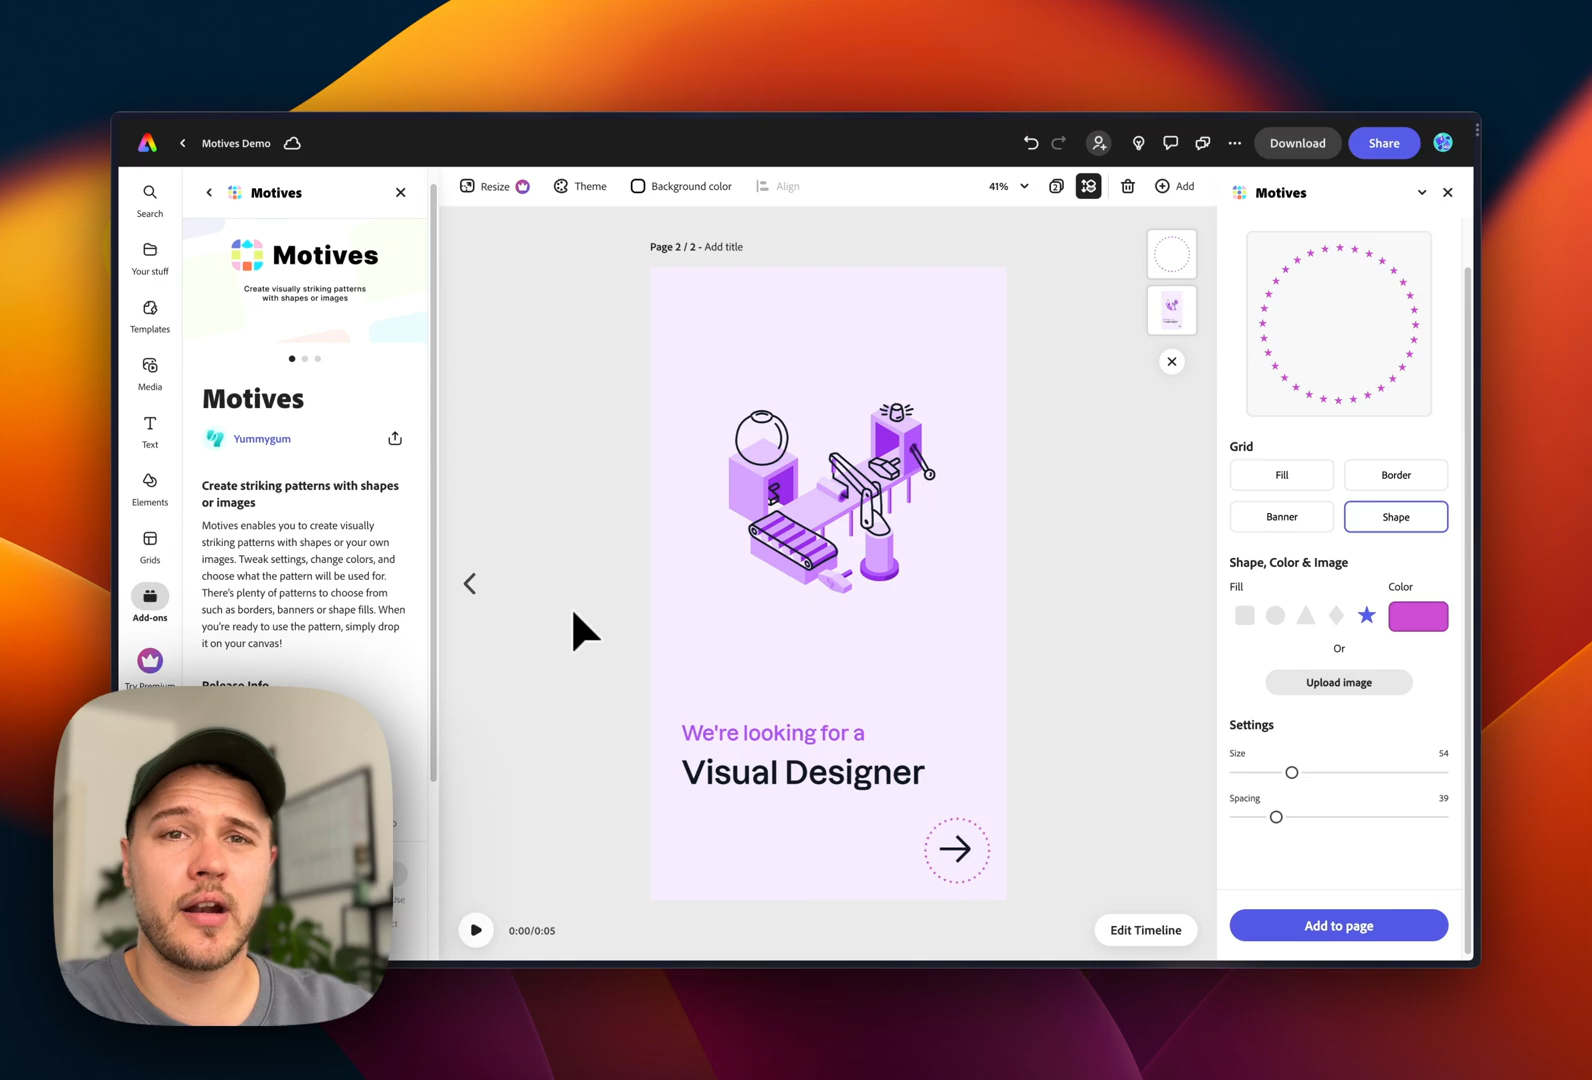 Motives Demo
Download
Share
Search
Your stuff
Templates
Media
Text
Elements
Grids
Add-ons
Try Premium
Motives
Motives
Create visually striking patterns
with shapes or images
Motives
Yummygum
Create striking patterns with shapes
or images
Motives enables you to create visually
striking patterns with shapes or your own
images. Tweak settings, change colors, and
choose what the pattern will be used for.
There's plenty of patterns to choose from
such as borders, banners or shape fills. When
you're ready to use the pattern, simply drop
it on your canvas!
Release Info
Resize
Theme
Background color
Align
41%
2
Add
Page 2 / 2 - Add title
We're looking for a
Visual Designer
0:00/0:05
Edit Timeline
Motives
Grid
Fill
Border
Banner
Shape
Shape, Color & Image
Fill
Color
Or
Upload image
Settings
Size
54
Spacing
39
Add to page